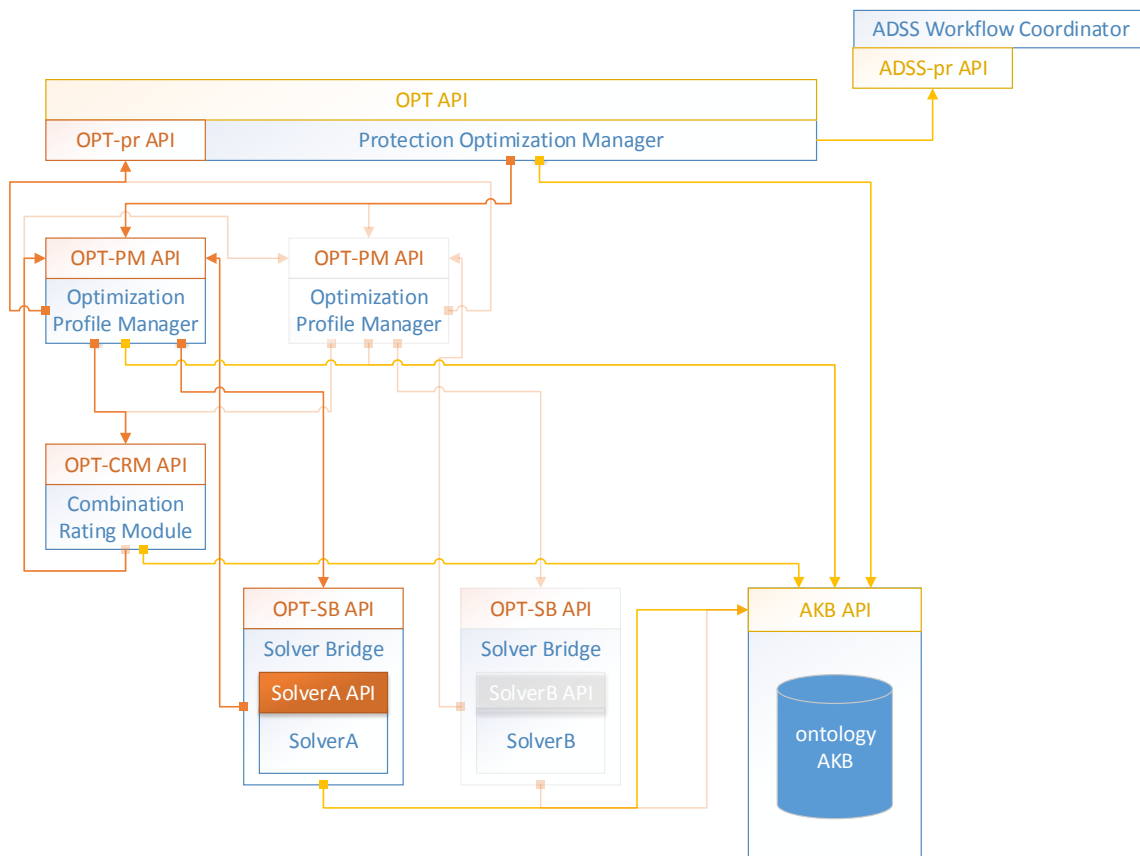 ADSS Workflow Coordinator
ADSS-pr API
OPT API
OPT-pr API
Protection Optimization Manager
OPT-PM API
Optimization
Profile Manager
OPT-PM API
Optimization
Profile Manager
OPT-CRM API
Combination
Rating Module
OPT-SB API
Solver Bridge
SolverA API
SolverA
OPT-SB API
Solver Bridge
SolverB API
SolverB
AKB API
ontology
AKB